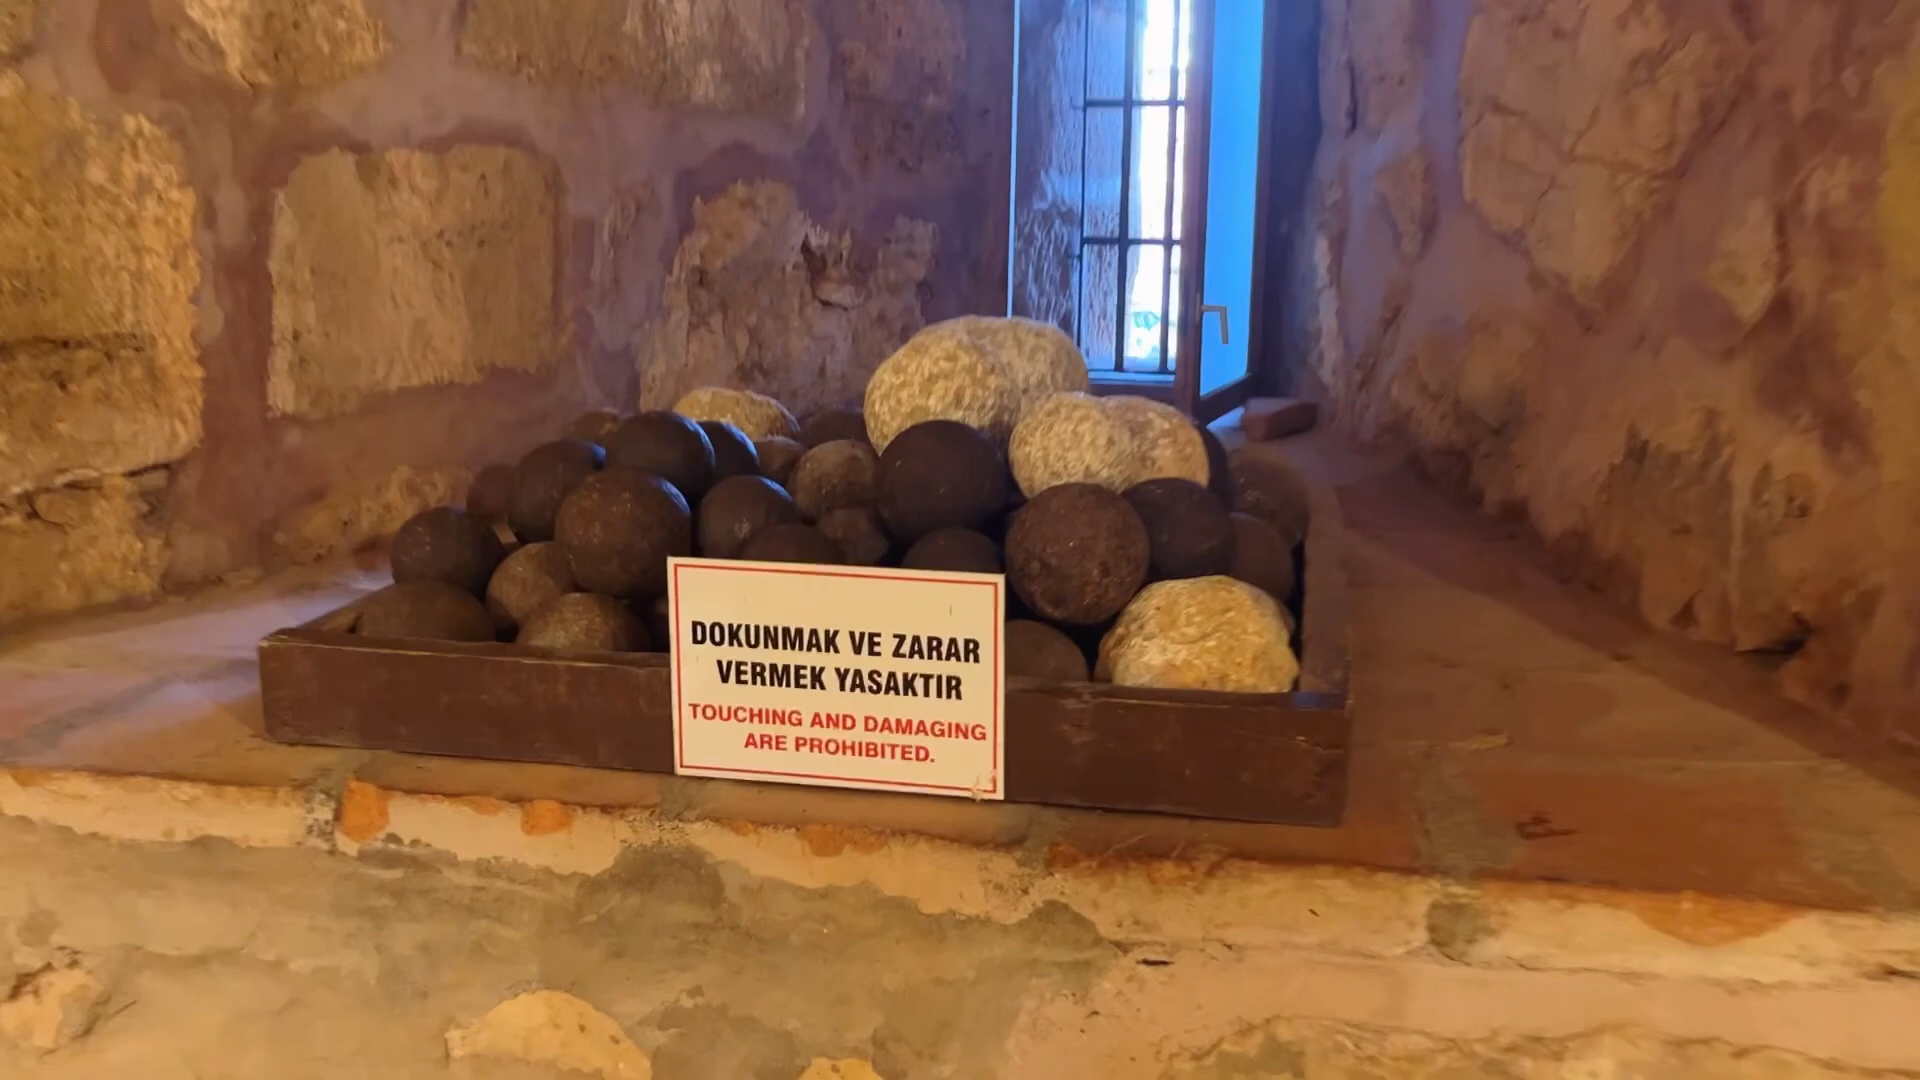 DOKUNMAK VE ZARAR
VERMEK YASAKTIR
TOUCHING AND DAMAGING
ARE PROHIBITED.